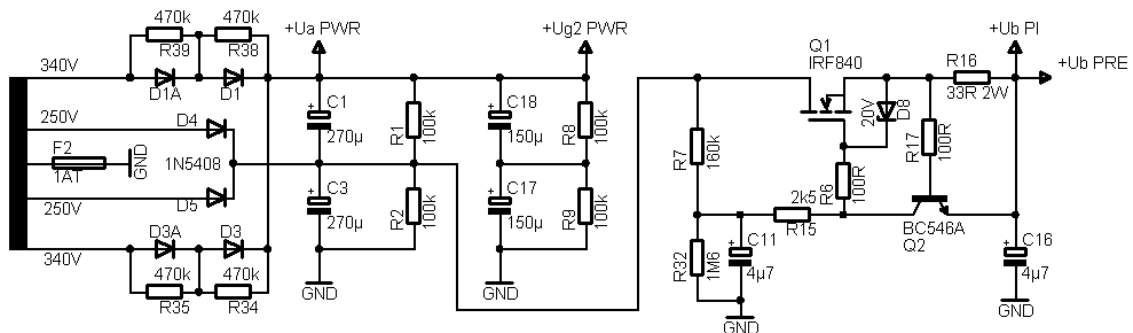 470k
470k
R39
R38
340V
D1A
D1
250V
D4
F2
1AT
GND
1N5408
250V
D5
D3A
D3
340V
470k
470k
R35
R34
+Ua PWR
+
C1
270µ
R1
100k
+
C3
270µ
R2
100k
GND
+Ug2 PWR
+
C18
150µ
R8
100k
+
C17
150µ
R9
100k
GND
Q1
IRF840
20V
D8
R16
33R 2W
+Ub PI
+Ub PRE
R7
160k
R17
100R
R6
100R
2k5
R15
BC546A
Q2
R32
1M6
+
C11
4µ7
GND
+
C16
4µ7
GND